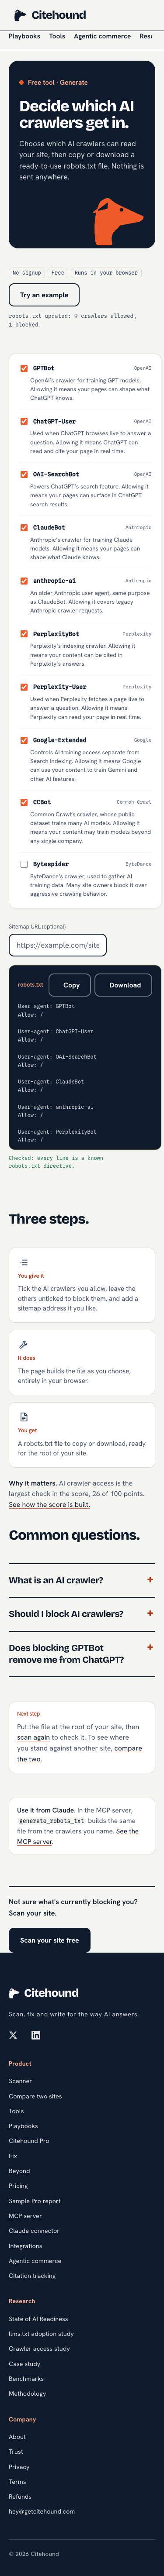 Citehound
Playbooks Tools Agentic commerce
Free tool · Generate
Decide which AI
crawlers get in.
Choose which AI crawlers can read
your site, then copy or download a
ready-to-use robots.txt file. Nothing is
sent anywhere.
No signup Free Runs in your browser
Try an example
robots.txt updated: 9 crawlers allowed,
1 blocked.
GPTBot OpenAI
OpenAI's crawler for training GPT models.
Allowing it means your pages can shape what
ChatGPT knows.
ChatGPT-User OpenAI
Used when ChatGPT browses live to answer a
question. Allowing it means ChatGPT can
read and cite your page in real time.
OAI-SearchBot OpenAI
Powers ChatGPT's search feature. Allowing it
means your pages can surface in ChatGPT
search results.
ClaudeBot Anthropic
Anthropic's crawler for training Claude
models. Allowing it means your pages can
shape what Claude knows.
anthropic-ai Anthropic
An older Anthropic user agent, same purpose
as ClaudeBot. Allowing it covers legacy
Anthropic crawler requests.
PerplexityBot Perplexity
Perplexity's indexing crawler. Allowing it
means your content can be cited in
Perplexity's answers.
Perplexity-User Perplexity
Used when Perplexity fetches a page live to
answer a question. Allowing it means
Perplexity can read your page in real time.
Google-Extended Google
Controls AI training access separate from
Search indexing. Allowing it means Google
can use your content to train Gemini and
other AI features.
CCBot Common Crawl
Common Crawl's crawler, whose public
dataset trains many AI models. Allowing it
means your content may train models beyond
any single company.
Bytespider ByteDance
ByteDance's crawler, used to gather AI
training data. Many site owners block it over
aggressive crawling behavior.
Sitemap URL (optional)
https://example.com/site
robots.txt Copy Download
User-agent: GPTBot
Allow: /
User-agent: ChatGPT-User
Allow: /
User-agent: OAI-SearchBot
Allow: /
User-agent: ClaudeBot
Allow: /
User-agent: anthropic-ai
Allow: /
User-agent: PerplexityBot
Allow: /
Checked: every line is a known
robots.txt directive.
Three steps.
You give it
Tick the AI crawlers you allow, leave the
others unticked to block them, and add a
sitemap address if you like.
It does
The page builds the file as you choose,
entirely in your browser.
You get
A robots.txt file to copy or download, ready
for the root of your site.
Why it matters. AI crawler access is the
largest check in the score, 26 of 100 points.
See how the score is built.
Common questions.
What is an AI crawler? +
Should I block AI crawlers? +
Does blocking GPTBot +
remove me from ChatGPT?
Next step
Put the file at the root of your site, then
scan again to check it. To see where
you stand against another site, compare
the two.
Use it from Claude. In the MCP server,
generate_robots_txt builds the same
file from the crawlers you name. See the
MCP server.
Not sure what's currently blocking you?
Scan your site.
Scan your site free
Citehound
Scan, fix and write for the way AI answers.
Product
Scanner
Compare two sites
Tools
Playbooks
Citehound Pro
Fix
Beyond
Pricing
Sample Pro report
MCP server
Claude connector
Integrations
Agentic commerce
Citation tracking
Research
State of AI Readiness
llms.txt adoption study
Crawler access study
Case study
Benchmarks
Methodology
Company
About
Trust
Privacy
Terms
Refunds
hey@getcitehound.com
© 2026 Citehound